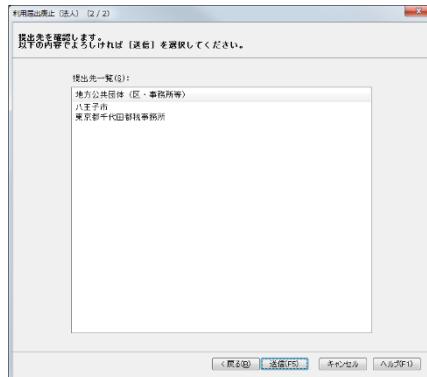 利用届出廃止（法人）（2／2）
提出先を確認します。
以下の内容でよろしければ［送信］を選択してください。
提出先一覧(S)：
地方公共団体（区・事務所等）
八王子市
東京都千代田都税事務所
＜戻る(B)
送信(F5)
キャンセル
ヘルプ(F1)